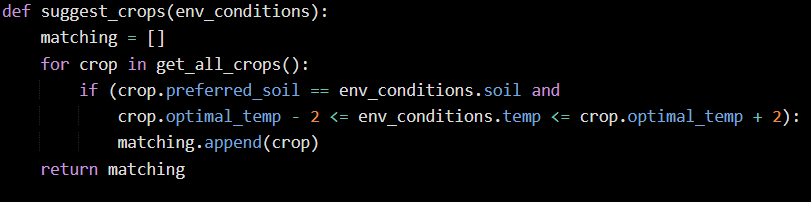 def suggest_crops(env_conditions):
    matching = []
    for crop in get_all_crops():
        if (crop.preferred_soil == env_conditions.soil and
            crop.optimal_temp - 2 <= env_conditions.temp <= crop.optimal_temp + 2):
            matching.append(crop)
    return matching